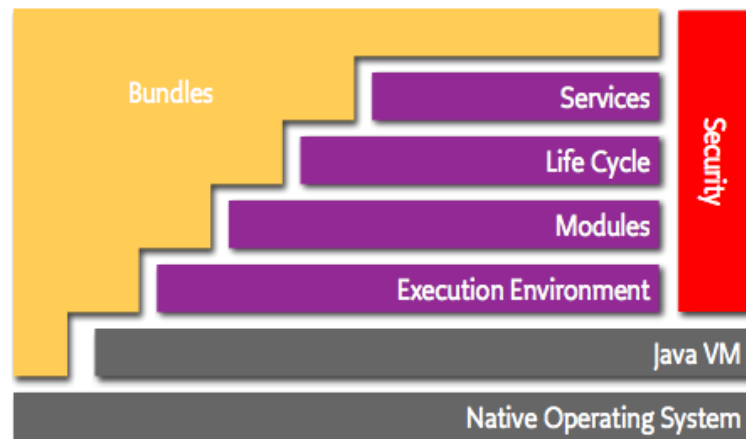 Bundles
Services
Life Cycle
Modules
Execution Environment
Security
Java VM
Native Operating System